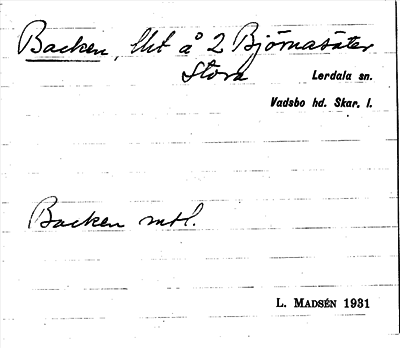 Backen, lht å 2 Björnasäter
Stora
Lerdala sn.
Vadsbo hd. Skar. l.
Backen mtl.
L. MADSÉN 1931